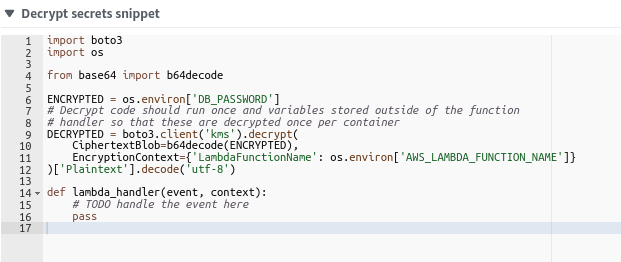 Decrypt secrets snippet
1 import boto3
2 import os
3
4 from base64 import b64decode
5
6 ENCRYPTED = os.environ['DB_PASSWORD']
7 # Decrypt code should run once and variables stored outside of the function
8 # handler so that these are decrypted once per container
9 DECRYPTED = boto3.client('kms').decrypt(
10     CiphertextBlob=b64decode(ENCRYPTED),
11     EncryptionContext={'LambdaFunctionName': os.environ['AWS_LAMBDA_FUNCTION_NAME']}
12 )['Plaintext'].decode('utf-8')
13
14 def lambda_handler(event, context):
15     # TODO handle the event here
16     pass
17